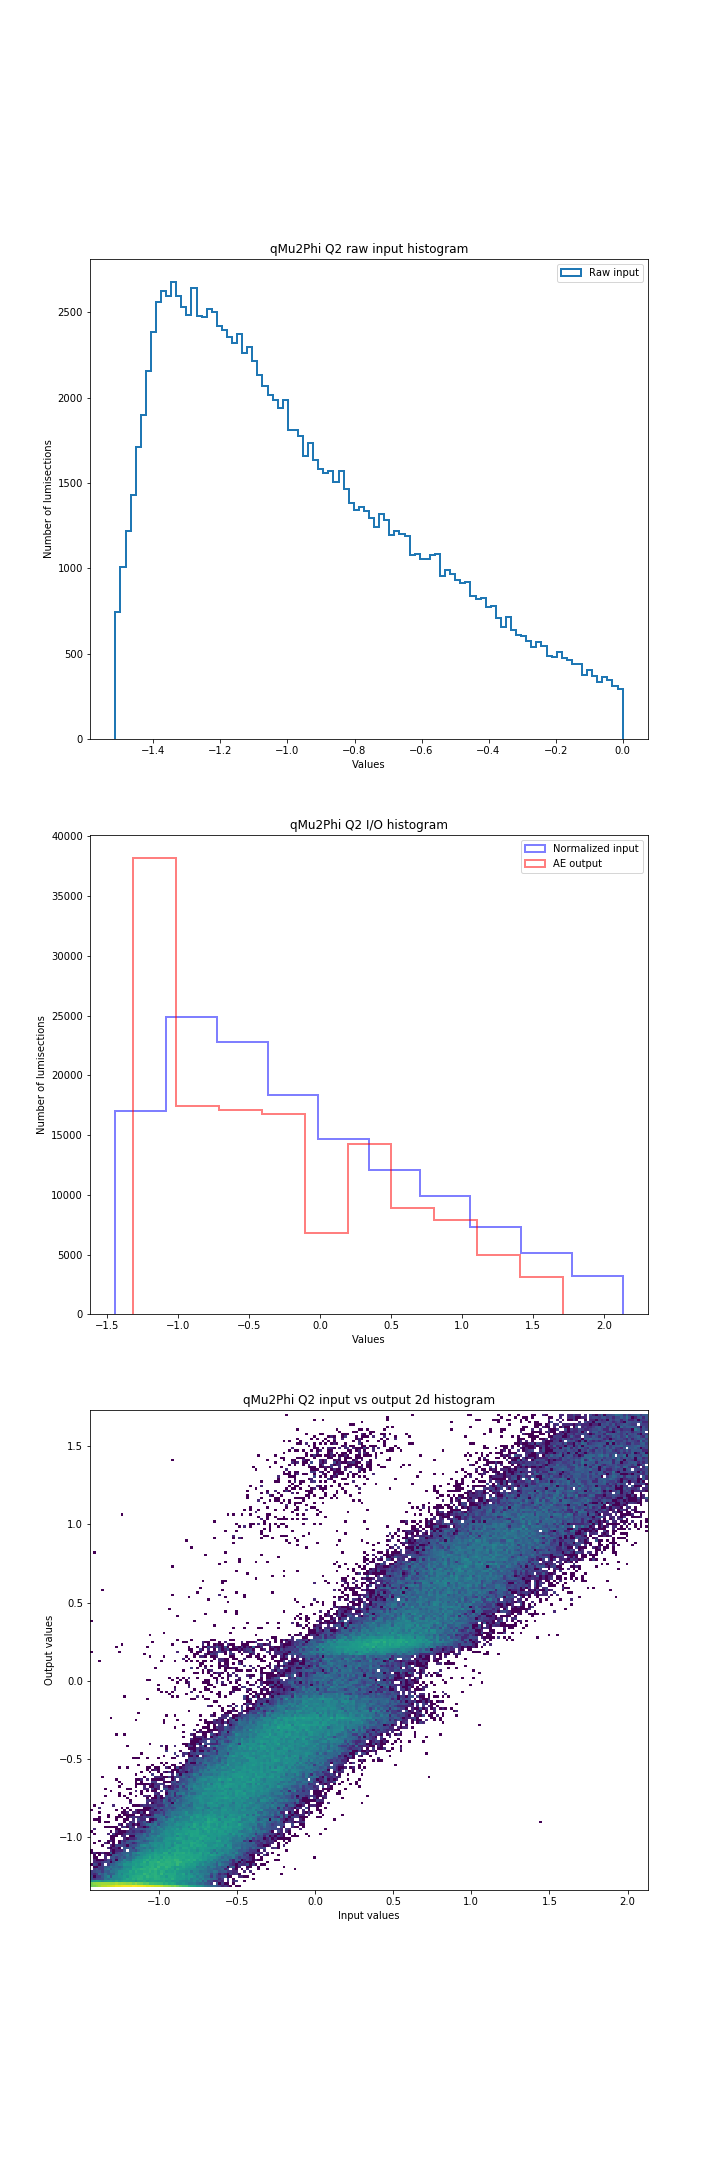 qMu2Phi Q2 raw input histogram
Raw input
Number of lumisections
2500
2000
1500
1000
500
0
−1.4 −1.2 −1.0 −0.8 −0.6 −0.4 −0.2 0.0
Values
qMu2Phi Q2 I/O histogram
Normalized input
AE output
Number of lumisections
40000
35000
30000
25000
20000
15000
10000
5000
0
−1.5 −1.0 −0.5 0.0 0.5 1.0 1.5 2.0
Values
qMu2Phi Q2 input vs output 2d histogram
Output values
1.5
1.0
0.5
0.0
−0.5
−1.0
−1.0 −0.5 0.0 0.5 1.0 1.5 2.0
Input values